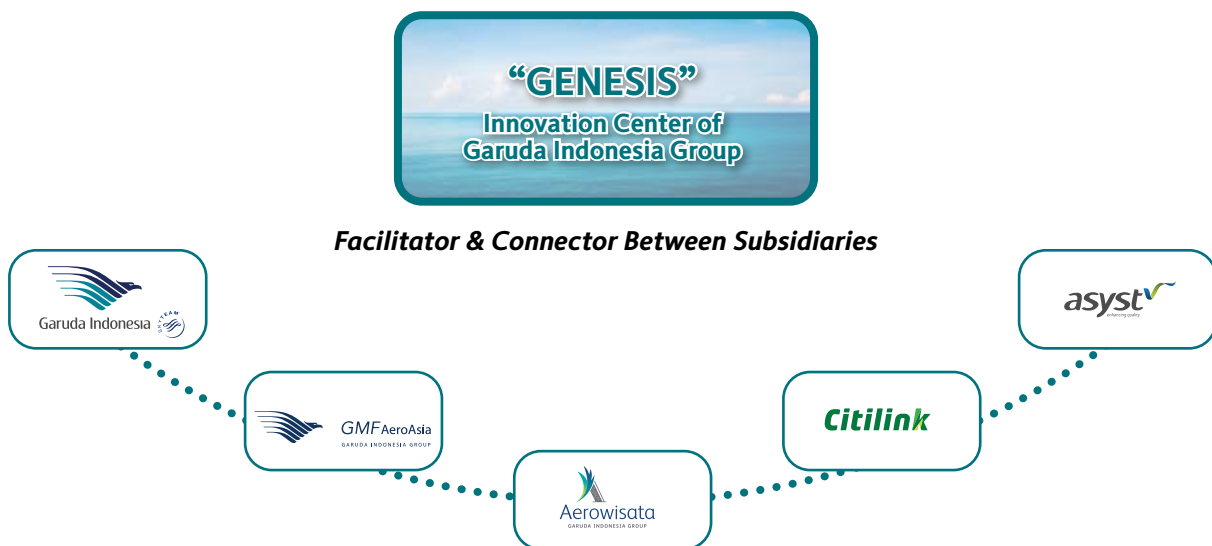 “GENESIS”
Innovation Center of
Garuda Indonesia Group
Facilitator & Connector Between Subsidiaries
Garuda Indonesia
SKYTEAM
GMF AeroAsia
GARUDA INDONESIA GROUP
Aerowisata
GARUDA INDONESIA GROUP
Citilink
asyst
enhancing quality